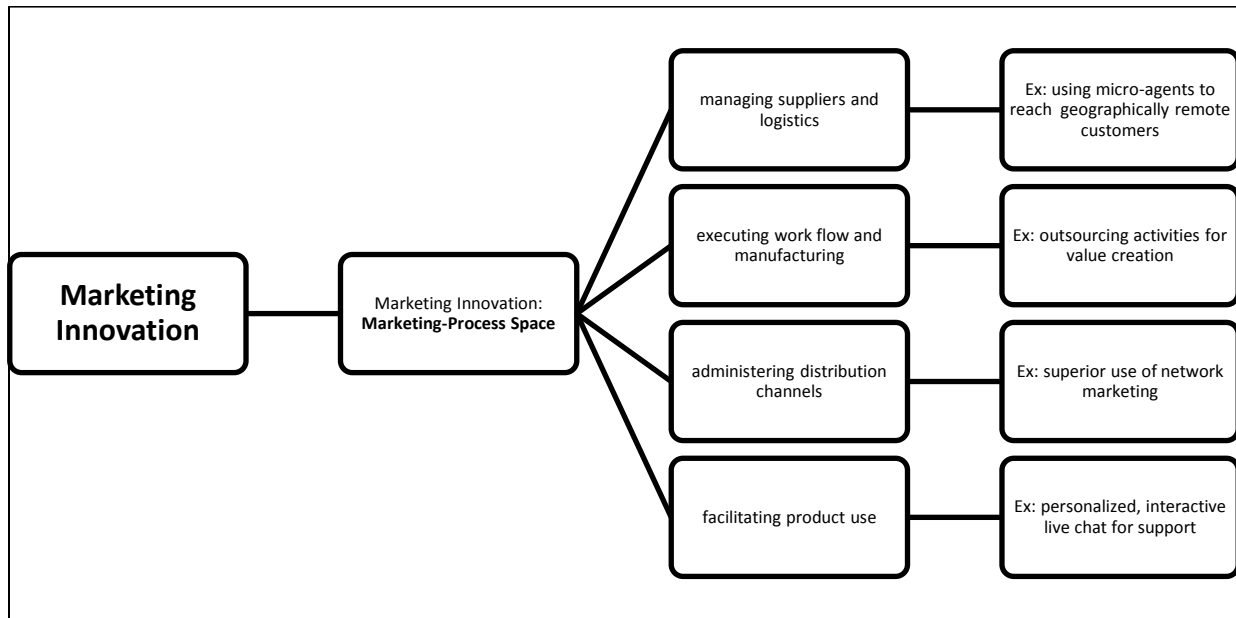 Marketing
Innovation
Marketing Innovation:
Marketing-Process Space
managing suppliers and
logistics
Ex: using micro-agents to
reach geographically remote
customers
executing work flow and
manufacturing
Ex: outsourcing activities for
value creation
administering distribution
channels
Ex: superior use of network
marketing
facilitating product use
Ex: personalized, interactive
live chat for support